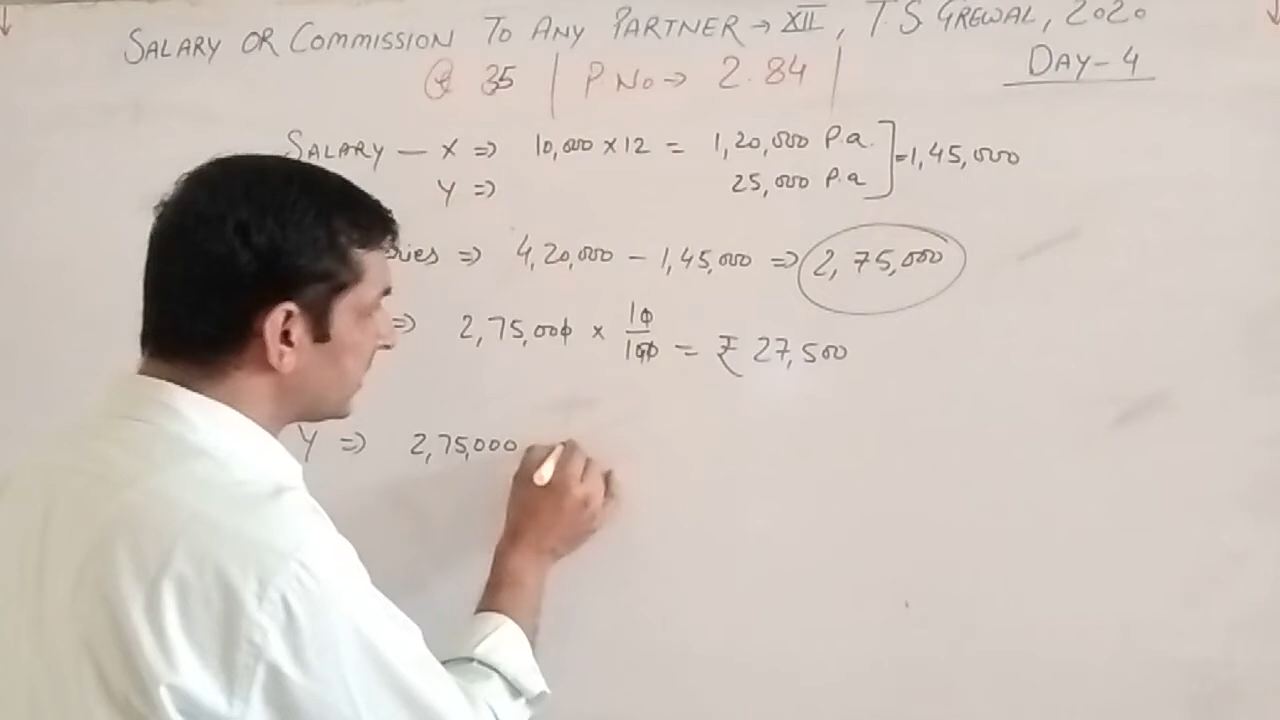 SALARY OR COMMISSION TO ANY PARTNER → XII, T.S GREWAL, 2020
Q 35 | P No → 2.84 |
DAY-4
SALARY — X ⇒ 10,000 × 12 = 1,20,000 P.a.
Y ⇒ 25,000 P.a
= 1,45,000
ries ⇒ 4,20,000 - 1,45,000 ⇒ 2,75,000
⇒ 2,75,000 × 10/100 = ₹ 27,500
Y ⇒ 2,75,000